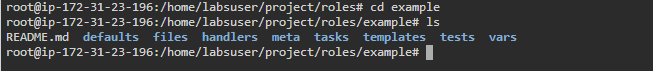 root@ip-172-31-23-196:/home/labsuser/project/roles# cd example
root@ip-172-31-23-196:/home/labsuser/project/roles/example# ls
README.md defaults files handlers meta tasks templates tests vars
root@ip-172-31-23-196:/home/labsuser/project/roles/example#